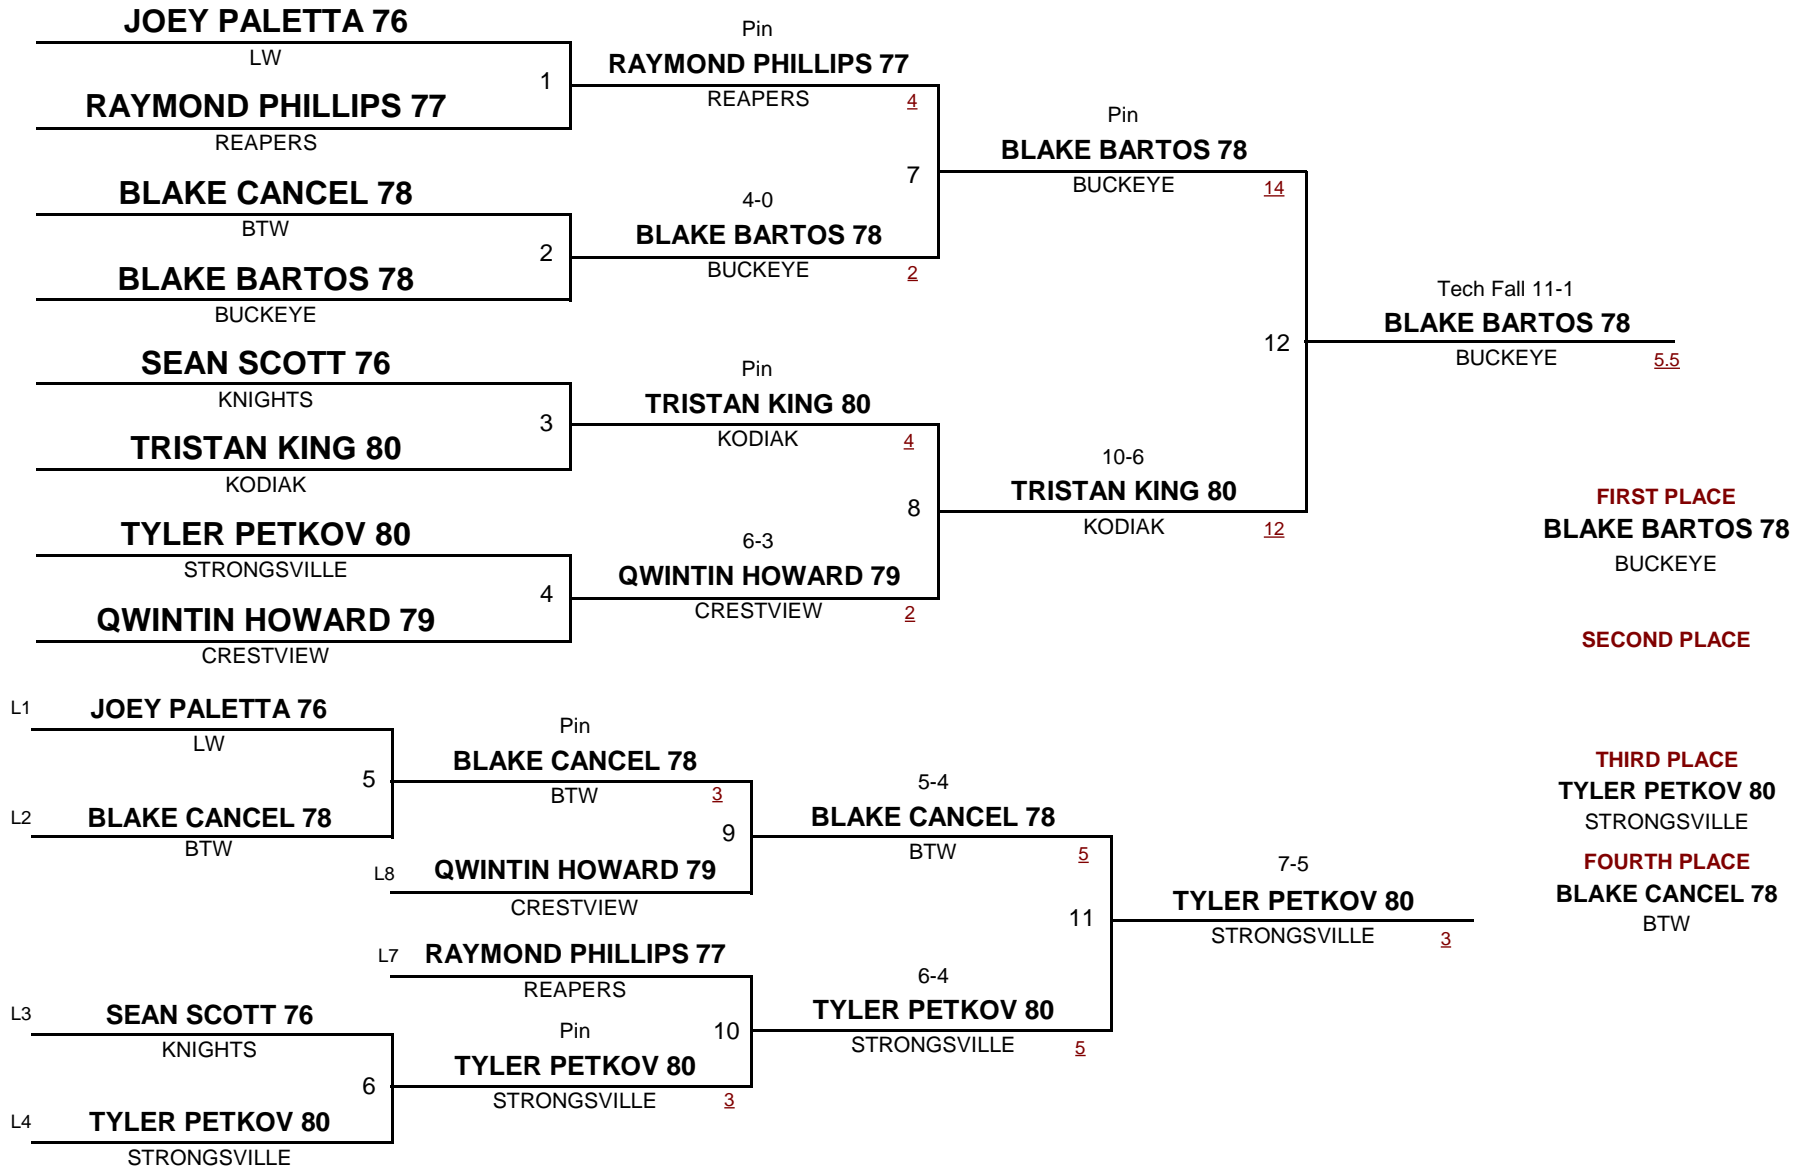 JOEY PALETTA 76
LW
1
RAYMOND PHILLIPS 77
REAPERS
BLAKE CANCEL 78
BTW
2
BLAKE BARTOS 78
BUCKEYE
SEAN SCOTT 76
KNIGHTS
3
TRISTAN KING 80
KODIAK
TYLER PETKOV 80
STRONGSVILLE
4
QWINTIN HOWARD 79
CRESTVIEW
Pin
RAYMOND PHILLIPS 77
REAPERS 4
7
4-0
BLAKE BARTOS 78
BUCKEYE 2
Pin
TRISTAN KING 80
KODIAK 4
8
6-3
QWINTIN HOWARD 79
CRESTVIEW 2
Pin
BLAKE BARTOS 78
BUCKEYE 14
12
10-6
TRISTAN KING 80
KODIAK 12
Tech Fall 11-1
BLAKE BARTOS 78
BUCKEYE 5.5
FIRST PLACE
BLAKE BARTOS 78
BUCKEYE
SECOND PLACE
THIRD PLACE
TYLER PETKOV 80
STRONGSVILLE
FOURTH PLACE
BLAKE CANCEL 78
BTW
L1 JOEY PALETTA 76
LW
5
L2 BLAKE CANCEL 78
BTW
L3 SEAN SCOTT 76
KNIGHTS
6
L4 TYLER PETKOV 80
STRONGSVILLE
Pin
BLAKE CANCEL 78
BTW 3
9
L8 QWINTIN HOWARD 79
CRESTVIEW
L7 RAYMOND PHILLIPS 77
REAPERS
10
Pin
TYLER PETKOV 80
STRONGSVILLE 3
5-4
BLAKE CANCEL 78
BTW 5
11
6-4
TYLER PETKOV 80
STRONGSVILLE 5
7-5
TYLER PETKOV 80
STRONGSVILLE 3